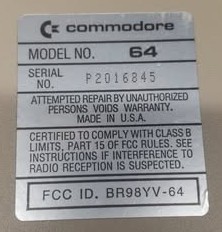 commodore
MODEL NO. 64
SERIAL NO. P2016845
ATTEMPTED REPAIR BY UNAUTHORIZED
PERSONS VOIDS WARRANTY.
MADE IN U.S.A.
CERTIFIED TO COMPLY WITH CLASS B
LIMITS, PART 15 OF FCC RULES. SEE
INSTRUCTIONS IF INTERFERENCE TO
RADIO RECEPTION IS SUSPECTED.
FCC ID. BR98YV-64